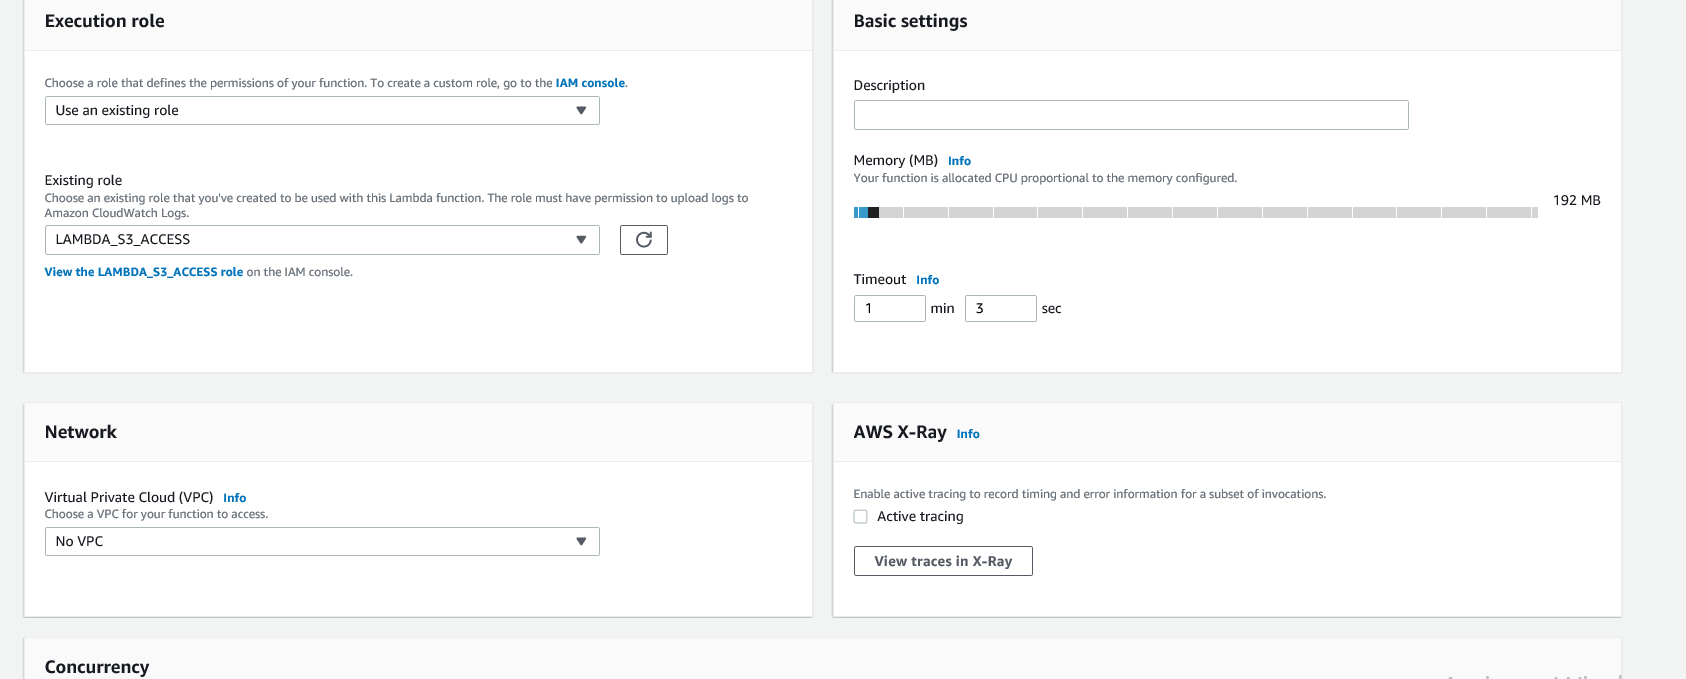 Execution role
Choose a role that defines the permissions of your function. To create a custom role, go to the IAM console.
Use an existing role
Existing role
Choose an existing role that you've created to be used with this Lambda function. The role must have permission to upload logs to
Amazon CloudWatch Logs.
LAMBDA_S3_ACCESS
View the LAMBDA_S3_ACCESS role on the IAM console.
Basic settings
Description
Memory (MB) Info
Your function is allocated CPU proportional to the memory configured.
192 MB
Timeout Info
1 min 3 sec
Network
Virtual Private Cloud (VPC) Info
Choose a VPC for your function to access.
No VPC
AWS X-Ray Info
Enable active tracing to record timing and error information for a subset of invocations.
Active tracing
View traces in X-Ray
Concurrency